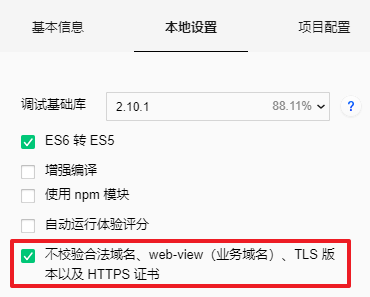 基本信息 本地设置 项目配置
调试基础库 2.10.1 88.11% ?
ES6 转 ES5
增强编译
使用 npm 模块
自动运行体验评分
不校验合法域名、web-view（业务域名）、TLS 版
本以及 HTTPS 证书